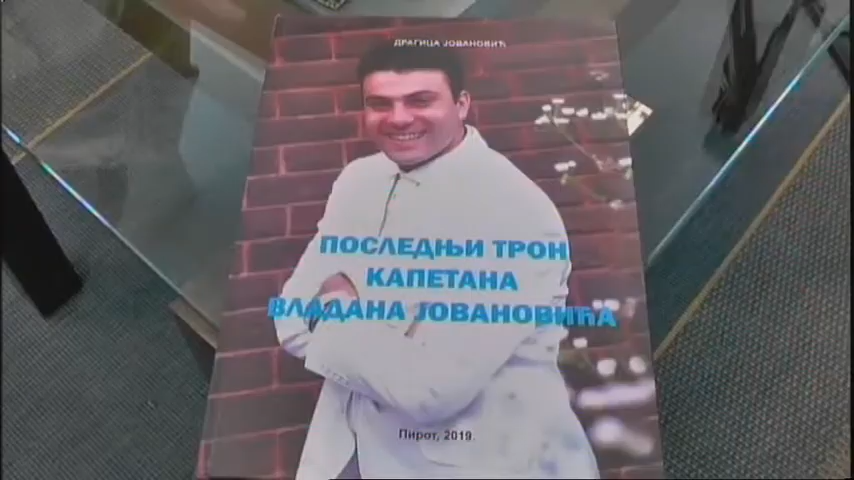 ДРАГИЦА ЈОВАНОВИЋ
ПОСЛЕДЊИ ТРОН
КАПЕТАНА
ВЛАДАНА ЈОВАНОВИЋА
Пирот, 2019.